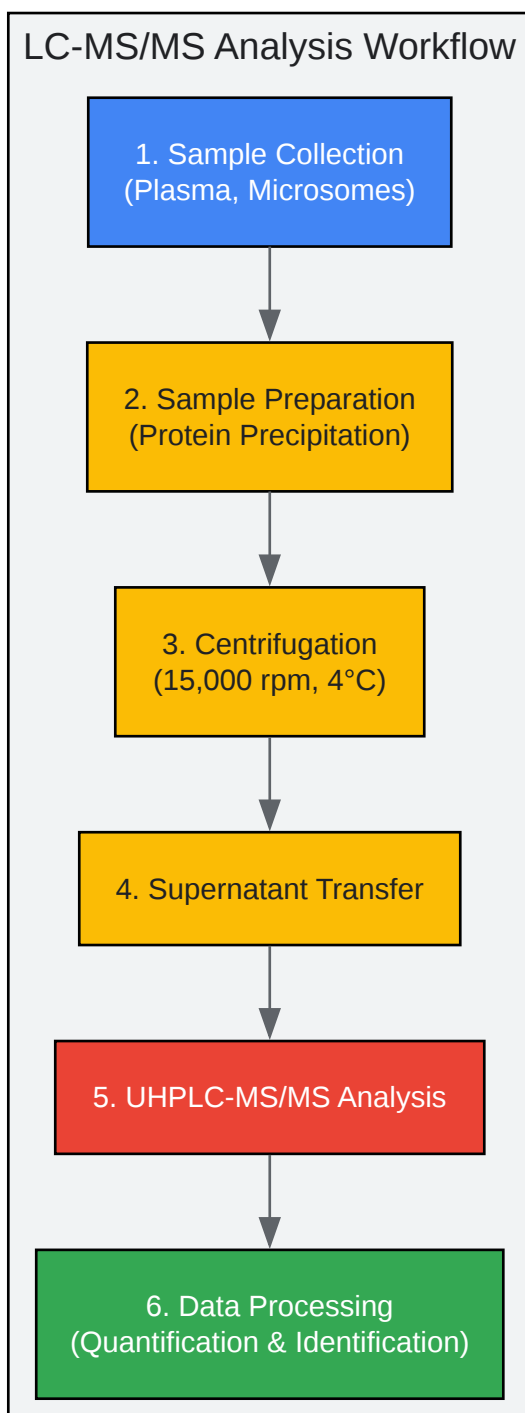 LC-MS/MS Analysis Workflow
1. Sample Collection
(Plasma, Microsomes)
2. Sample Preparation
(Protein Precipitation)
3. Centrifugation
(15,000 rpm, 4°C)
4. Supernatant Transfer
5. UHPLC-MS/MS Analysis
6. Data Processing
(Quantification & Identification)